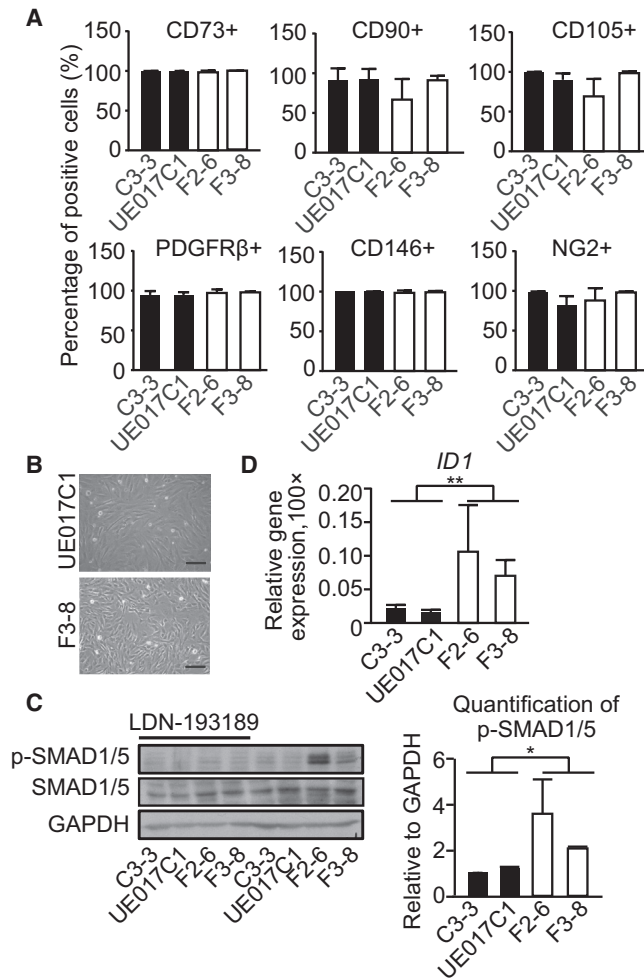 A
Percentage of positive cells (%)
CD73+
150
100
50
0
C3-3
UE017C1
F2-6
F3-8
CD90+
150
100
50
0
C3-3
UE017C1
F2-6
F3-8
CD105+
150
100
50
0
C3-3
UE017C1
F2-6
F3-8
PDGFRβ+
150
100
50
0
C3-3
UE017C1
F2-6
F3-8
CD146+
150
100
50
0
C3-3
UE017C1
F2-6
F3-8
NG2+
150
100
50
0
C3-3
UE017C1
F2-6
F3-8
B
UE017C1
F3-8
D
ID1
**
Relative gene
expression,100×
0.20
0.15
0.10
0.05
0
C3-3
UE017C1
F2-6
F3-8
C
LDN-193189
p-SMAD1/5
SMAD1/5
GAPDH
C3-3
UE017C1
F2-6
F3-8
C3-3
UE017C1
F2-6
F3-8
Quantification of
p-SMAD1/5
*
Relative to GAPDH
6
4
2
0
C3-3
UE017C1
F2-6
F3-8